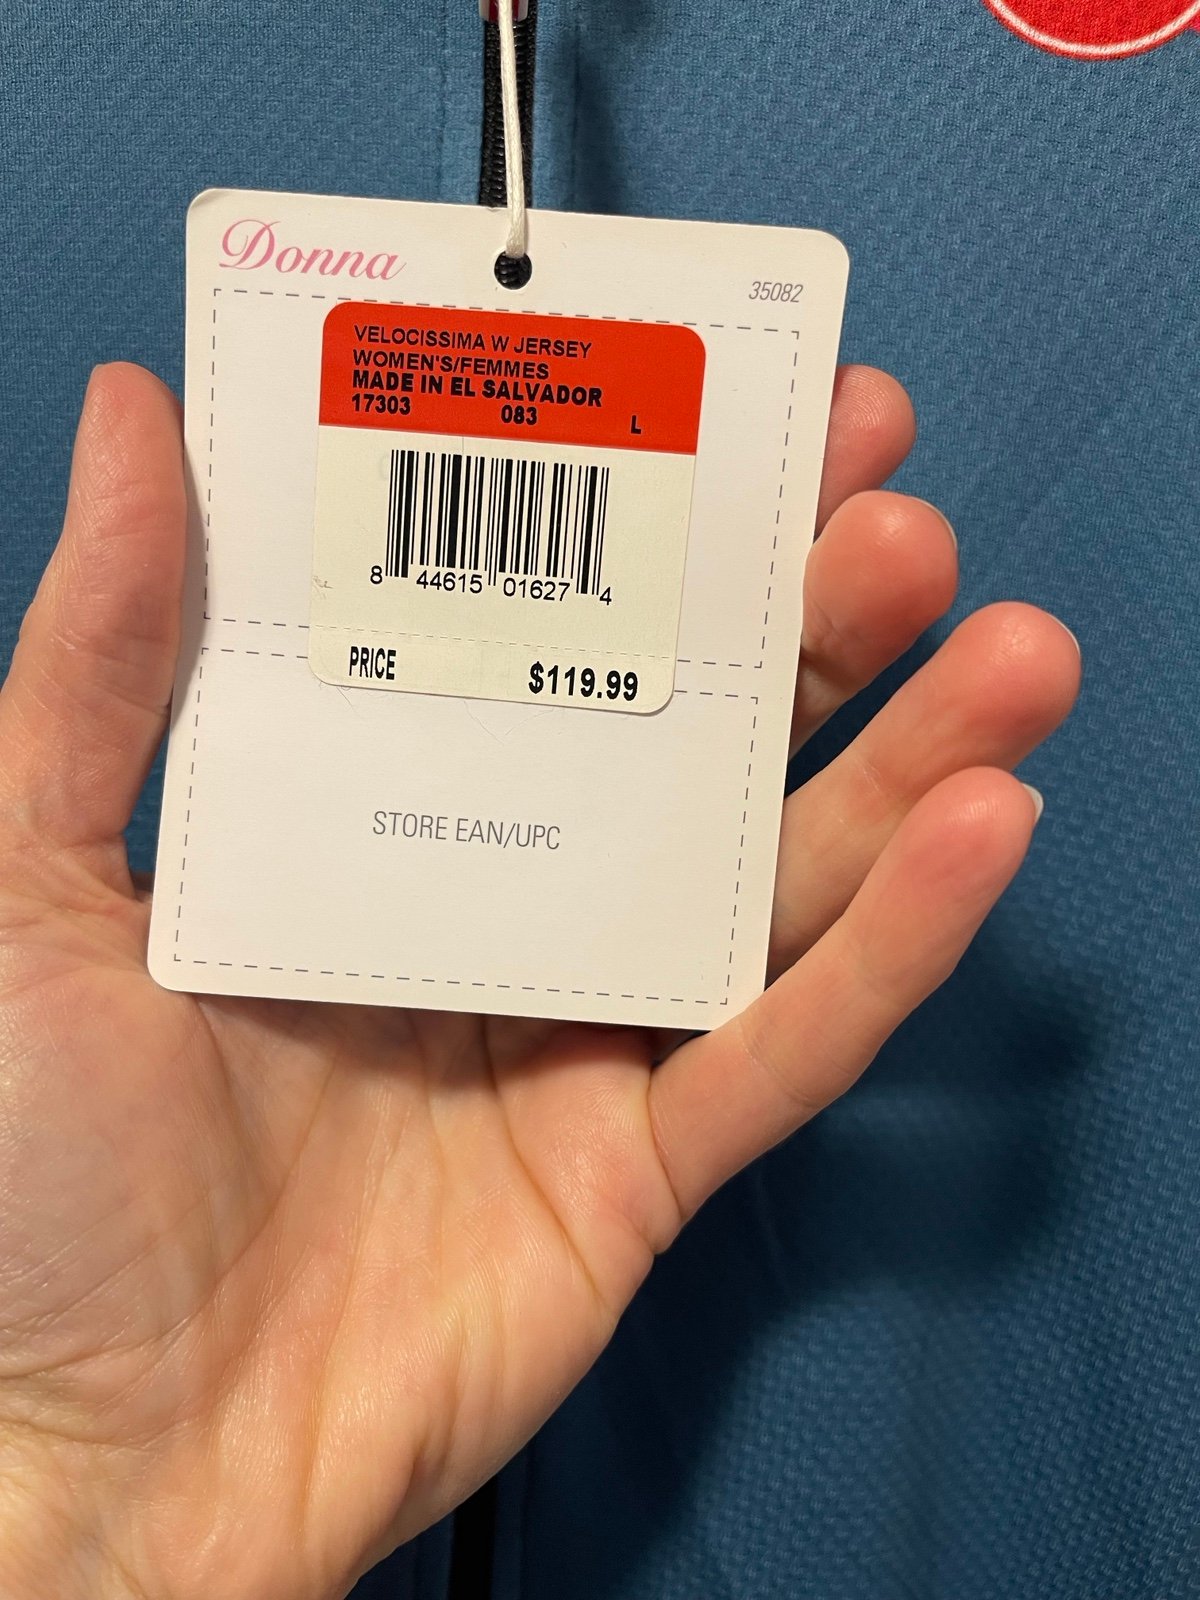 Donna
35082
VELOCISSIMA W JERSEY
WOMEN'S/FEMMES
MADE IN EL SALVADOR
17303 083 L
8 44615 01627 4
PRICE $119.99
STORE EAN/UPC